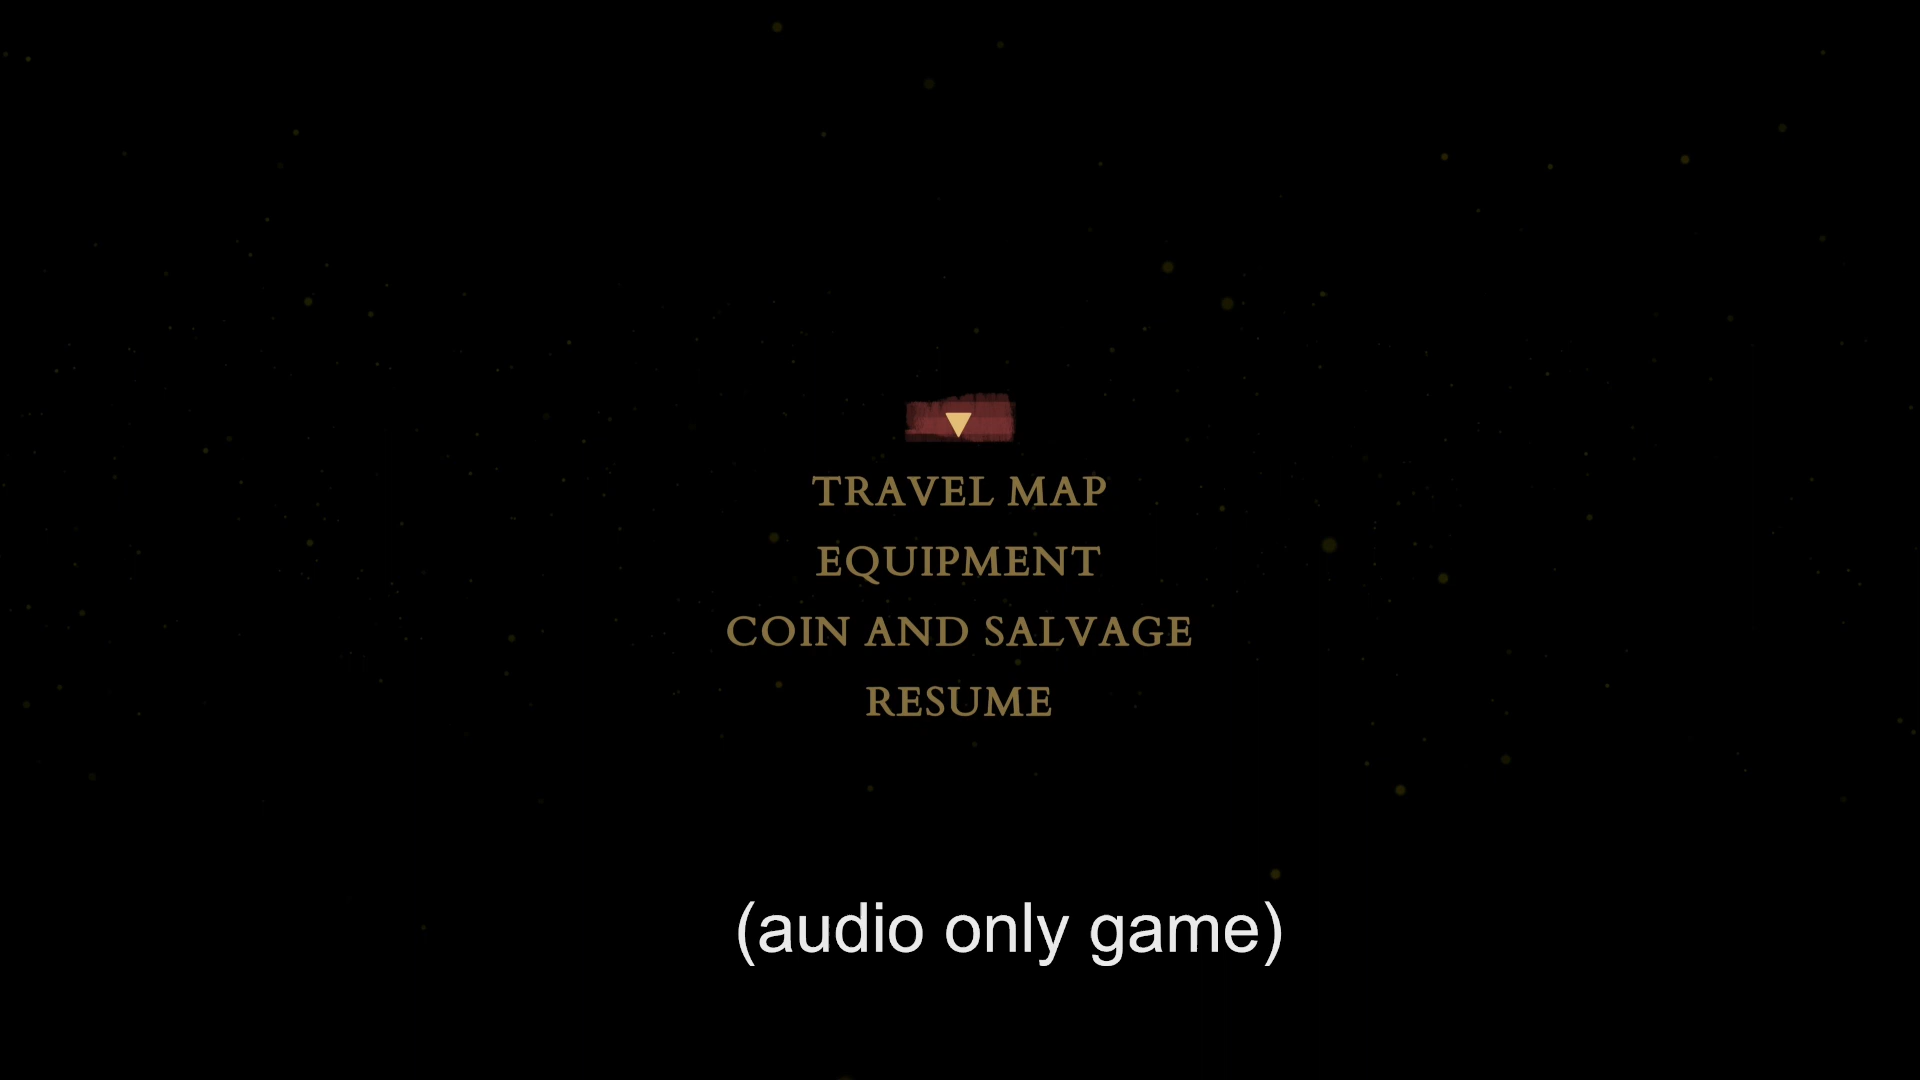 TRAVEL MAP
EQUIPMENT
COIN AND SALVAGE
RESUME
(audio only game)